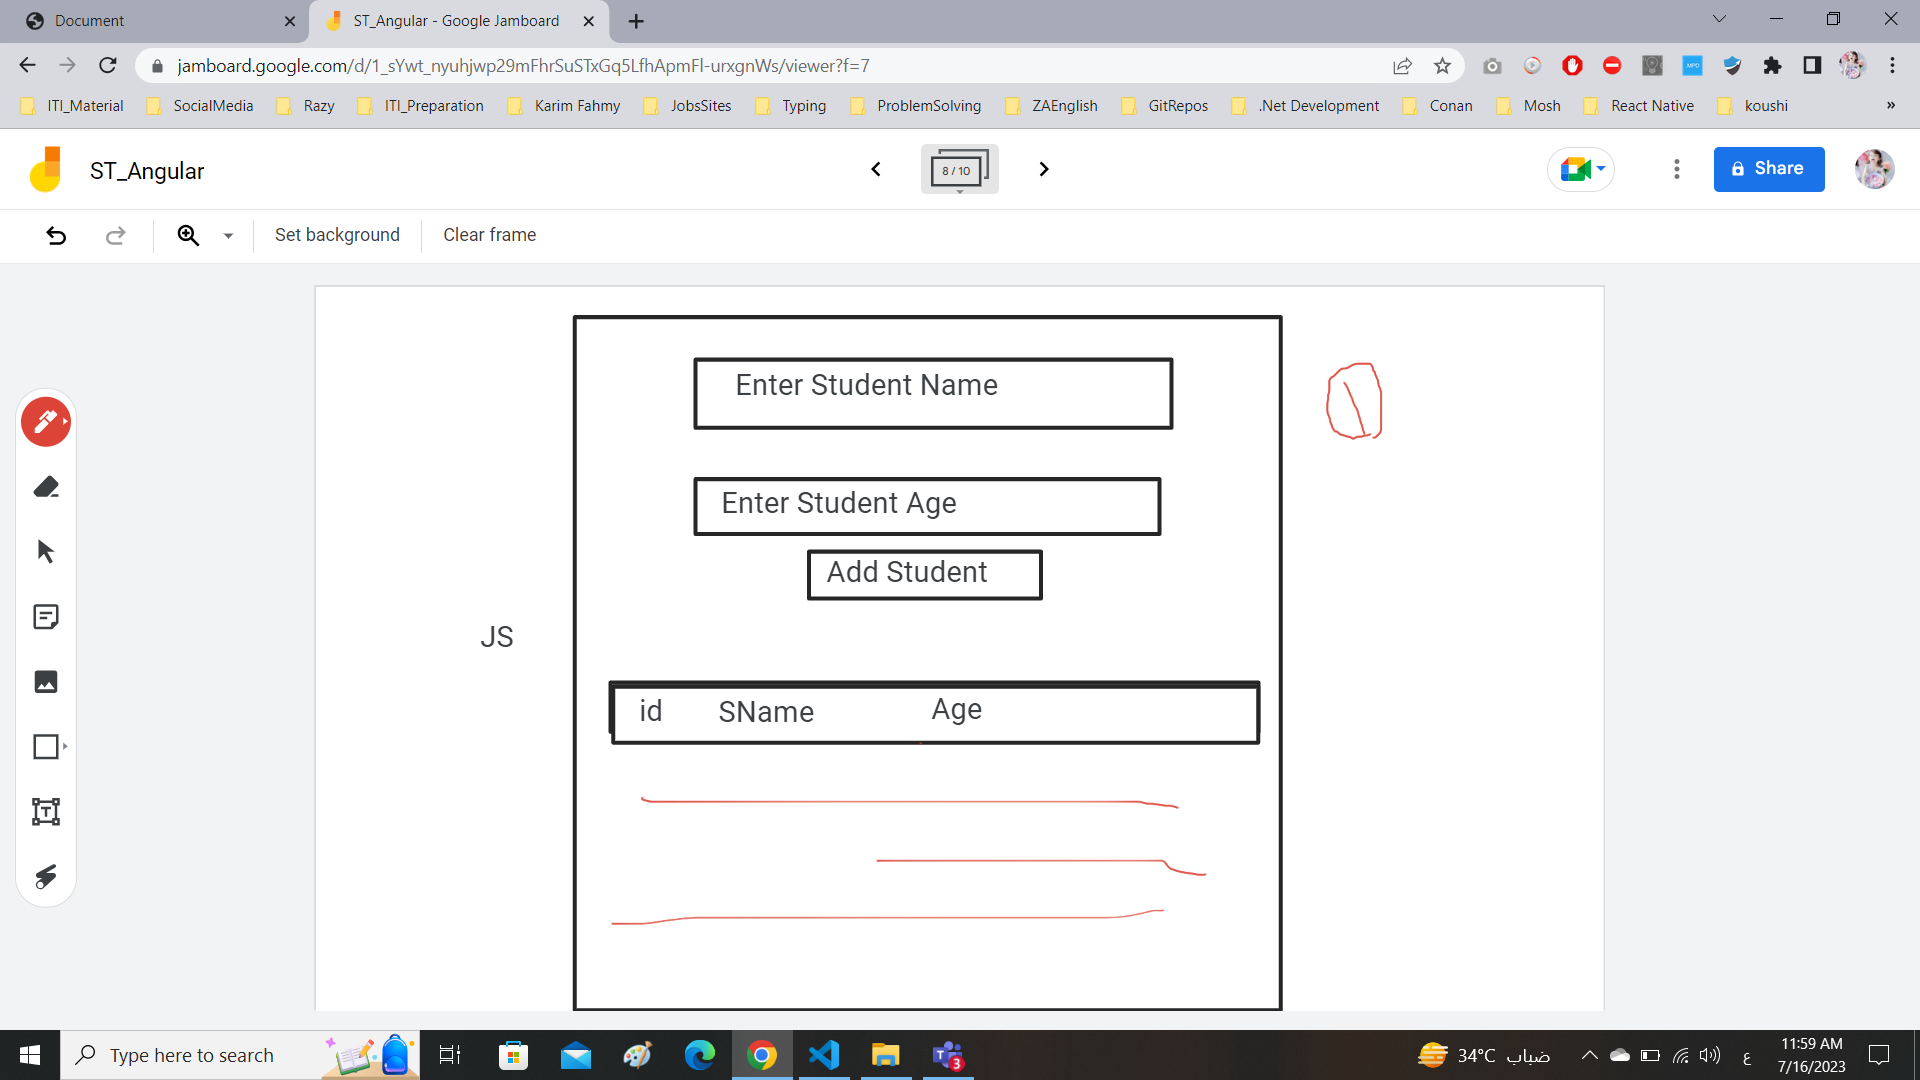 Document
ST_Angular - Google Jamboard
jamboard.google.com/d/1_sYwt_nyuhjwp29mFhrSuSTxGq5LfhApmFI-urxgnWs/viewer?f=7
MPD
ITI_Material
SocialMedia
Razy
ITI_Preparation
Karim Fahmy
JobsSites
Typing
ProblemSolving
ZAEnglish
GitRepos
.Net Development
Conan
Mosh
React Native
koushi
»
ST_Angular
8 / 10
Share
Set background
Clear frame
Enter Student Name
Enter Student Age
Add Student
JS
id SName Age
Type here to search
3
34°C ضباب
ع
11:59 AM
7/16/2023